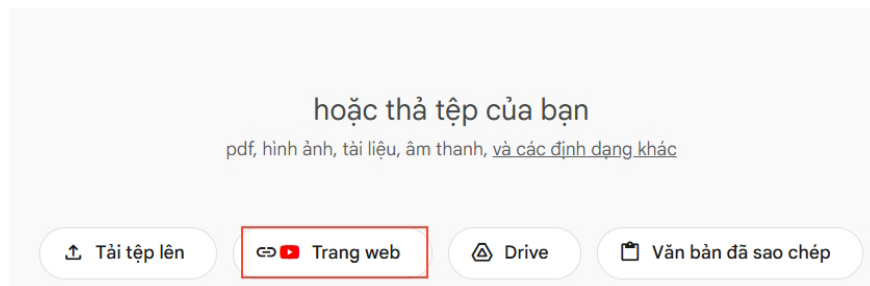 hoặc thả tệp của bạn
pdf, hình ảnh, tài liệu, âm thanh, và các định dạng khác
Tải tệp lên
Trang web
Drive
Văn bản đã sao chép